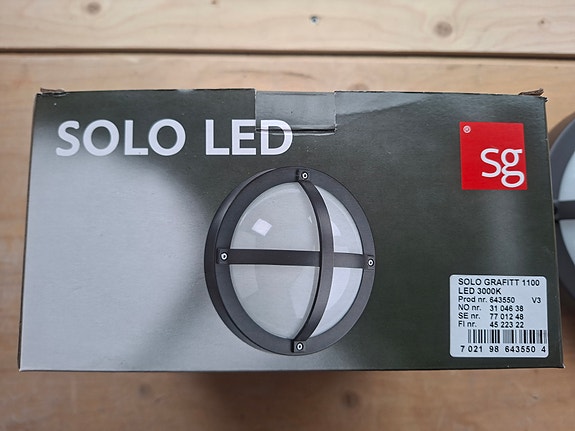 SOLO LED
® sg
SOLO GRAFITT 1100
LED 3000K
Prod nr. 643550 V3
NO nr. 31 046 38
SE nr. 77 012 48
FI nr. 45 223 22
7 021 98 643550 4